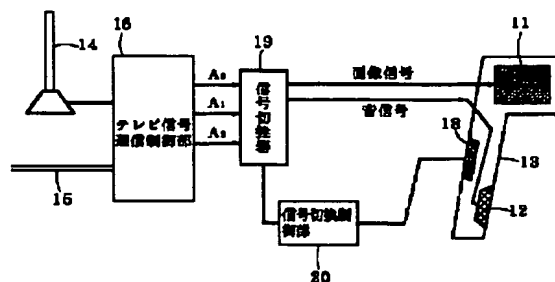 11
14
16
19
画像信号
A₀
音信号
信号切換器
A₁
18
テレビ信号
通信制御部
A₂
13
15
12
信号切換制
御部
20